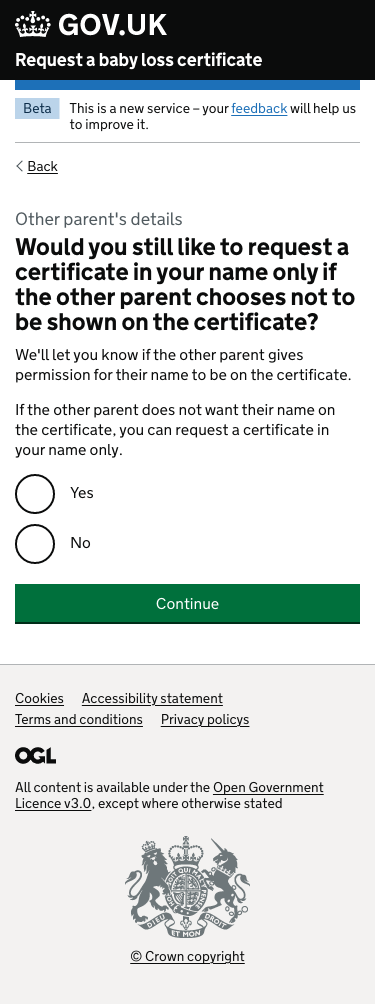 GOV.UK
Request a baby loss certificate
Beta
This is a new service – your feedback will help us
to improve it.
Back
Other parent's details
Would you still like to request a
certificate in your name only if
the other parent chooses not to
be shown on the certificate?
We'll let you know if the other parent gives
permission for their name to be on the certificate.
If the other parent does not want their name on
the certificate, you can request a certificate in
your name only.
Yes
No
Continue
Cookies Accessibility statement
Terms and conditions Privacy policys
OGL
All content is available under the Open Government
Licence v3.0, except where otherwise stated
DIEU ET MON DROIT
© Crown copyright